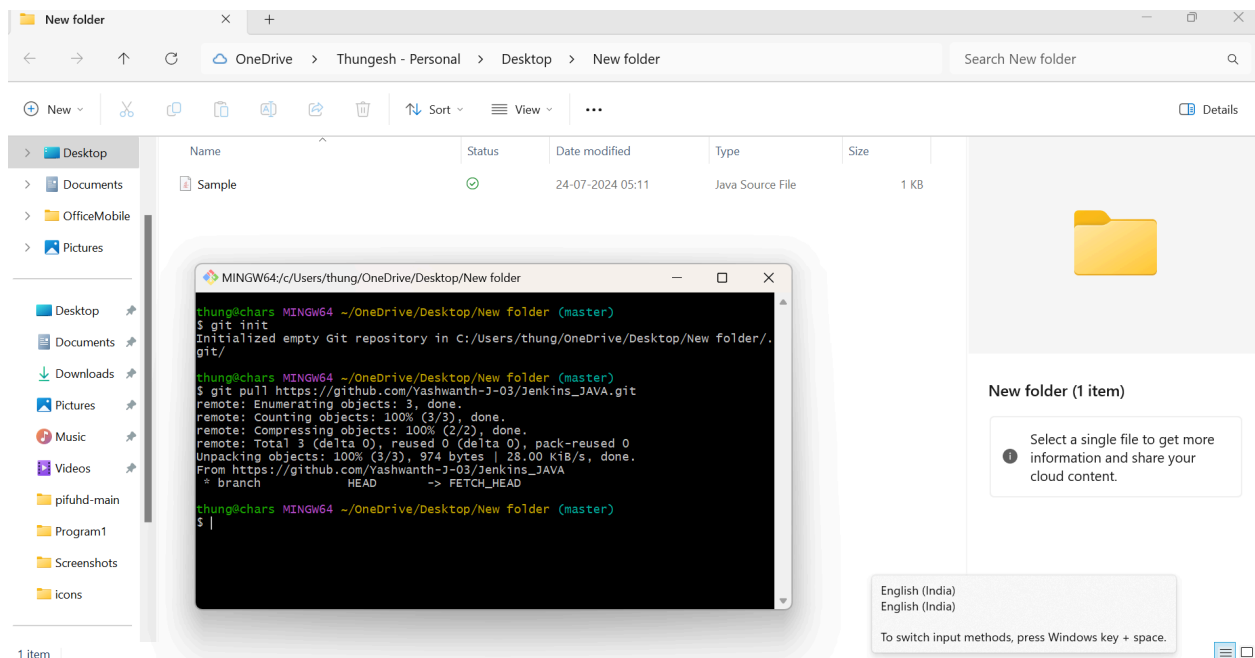 New folder
OneDrive > Thungesh - Personal > Desktop > New folder
Search New folder
New
Sort
View
Details
Desktop
Documents
OfficeMobile
Pictures
Desktop
Documents
Downloads
Pictures
Music
Videos
pifuhd-main
Program1
Screenshots
icons
1 item
Name Status Date modified Type Size
Sample 24-07-2024 05:11 Java Source File 1 KB
MINGW64:/c/Users/thung/OneDrive/Desktop/New folder
thung@chars MINGW64 ~/OneDrive/Desktop/New folder (master)
$ git init
Initialized empty Git repository in C:/Users/thung/OneDrive/Desktop/New folder/.
git/
thung@chars MINGW64 ~/OneDrive/Desktop/New folder (master)
$ git pull https://github.com/Yashwanth-J-03/Jenkins_JAVA.git
remote: Enumerating objects: 3, done.
remote: Counting objects: 100% (3/3), done.
remote: Compressing objects: 100% (2/2), done.
remote: Total 3 (delta 0), reused 0 (delta 0), pack-reused 0
Unpacking objects: 100% (3/3), 974 bytes | 28.00 KiB/s, done.
From https://github.com/Yashwanth-J-03/Jenkins_JAVA
 * branch            HEAD       -> FETCH_HEAD
thung@chars MINGW64 ~/OneDrive/Desktop/New folder (master)
$
New folder (1 item)
Select a single file to get more
information and share your
cloud content.
English (India)
English (India)
To switch input methods, press Windows key + space.